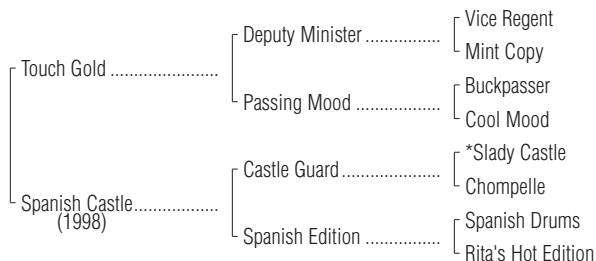 Vice Regent
Deputy Minister .................
Mint Copy
Touch Gold ........................
Buckpasser
Passing Mood ...................
Cool Mood
*Slady Castle
Castle Guard......................
Chompelle
Spanish Castle...................
(1998)
Spanish Drums
Spanish Edition .................
Rita's Hot Edition